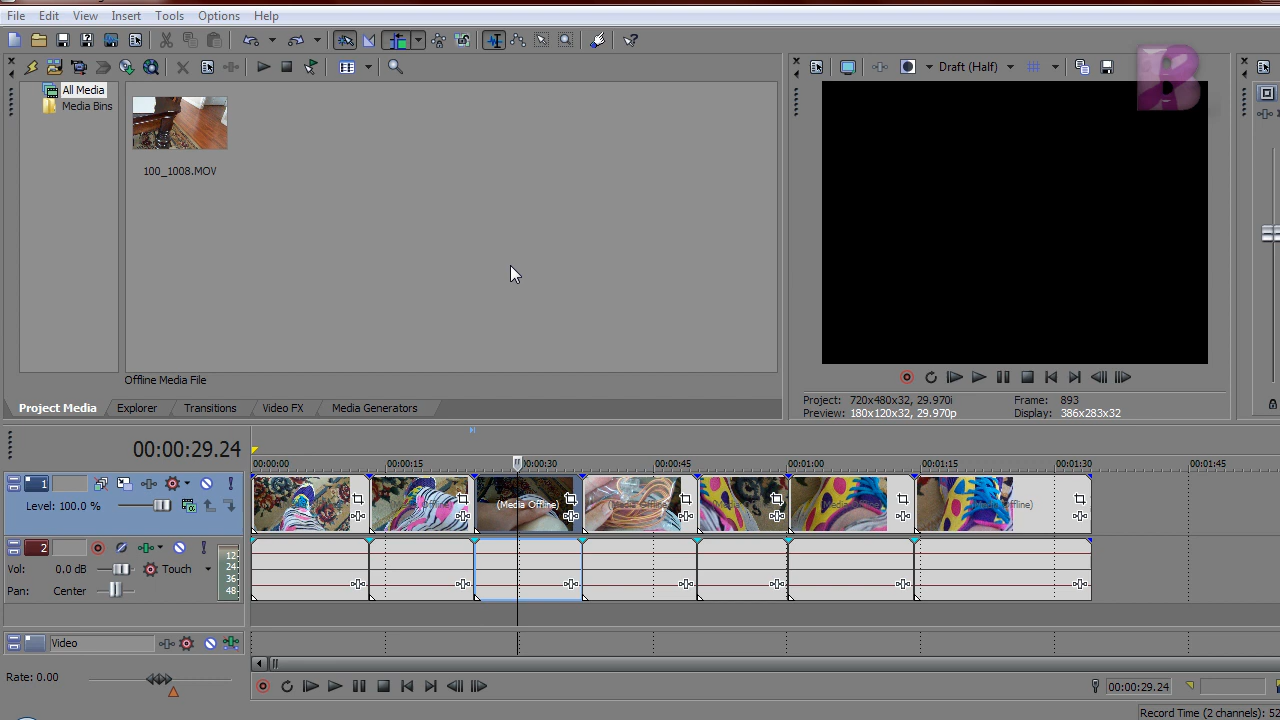 File Edit View Insert Tools Options Help
Draft (Half)
B
All Media
Media Bins
100_1008.MOV
Offline Media File
Project Media Explorer Transitions Video FX Media Generators
Project: 720x480x32, 29.970i Frame: 893
Preview: 180x120x32, 29.970p Display: 386x283x32
00:00:29.24
00:00:00 00:00:15 00:00:30 00:00:45 00:01:00 00:01:15 00:01:30 00:01:45
1
Level: 100.0 %
(Media Offline)
2
Vol: 0.0 dB Touch
Pan: Center
12
24
36
48
Video
Rate: 0.00
00:00:29.24
Record Time (2 channels): 52